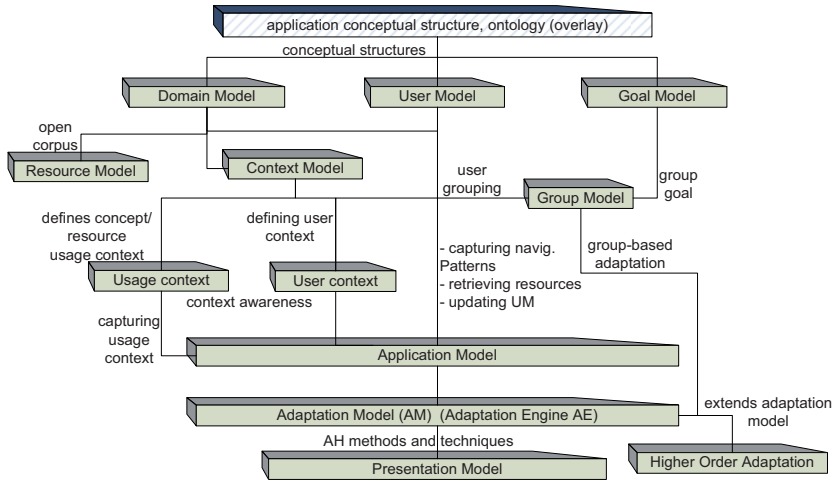 application conceptual structure, ontology (overlay)
conceptual structures
Domain Model
User Model
Goal Model
open
corpus
Resource Model
Context Model
user
grouping
group
goal
Group Model
defines concept/
resource
usage context
defining user
context
- capturing navig.
Patterns
- retrieving resources
- updating UM
group-based
adaptation
Usage context
User context
context awareness
capturing
usage
context
Application Model
Adaptation Model (AM) (Adaptation Engine AE)
extends adaptation
model
AH methods and techniques
Presentation Model
Higher Order Adaptation